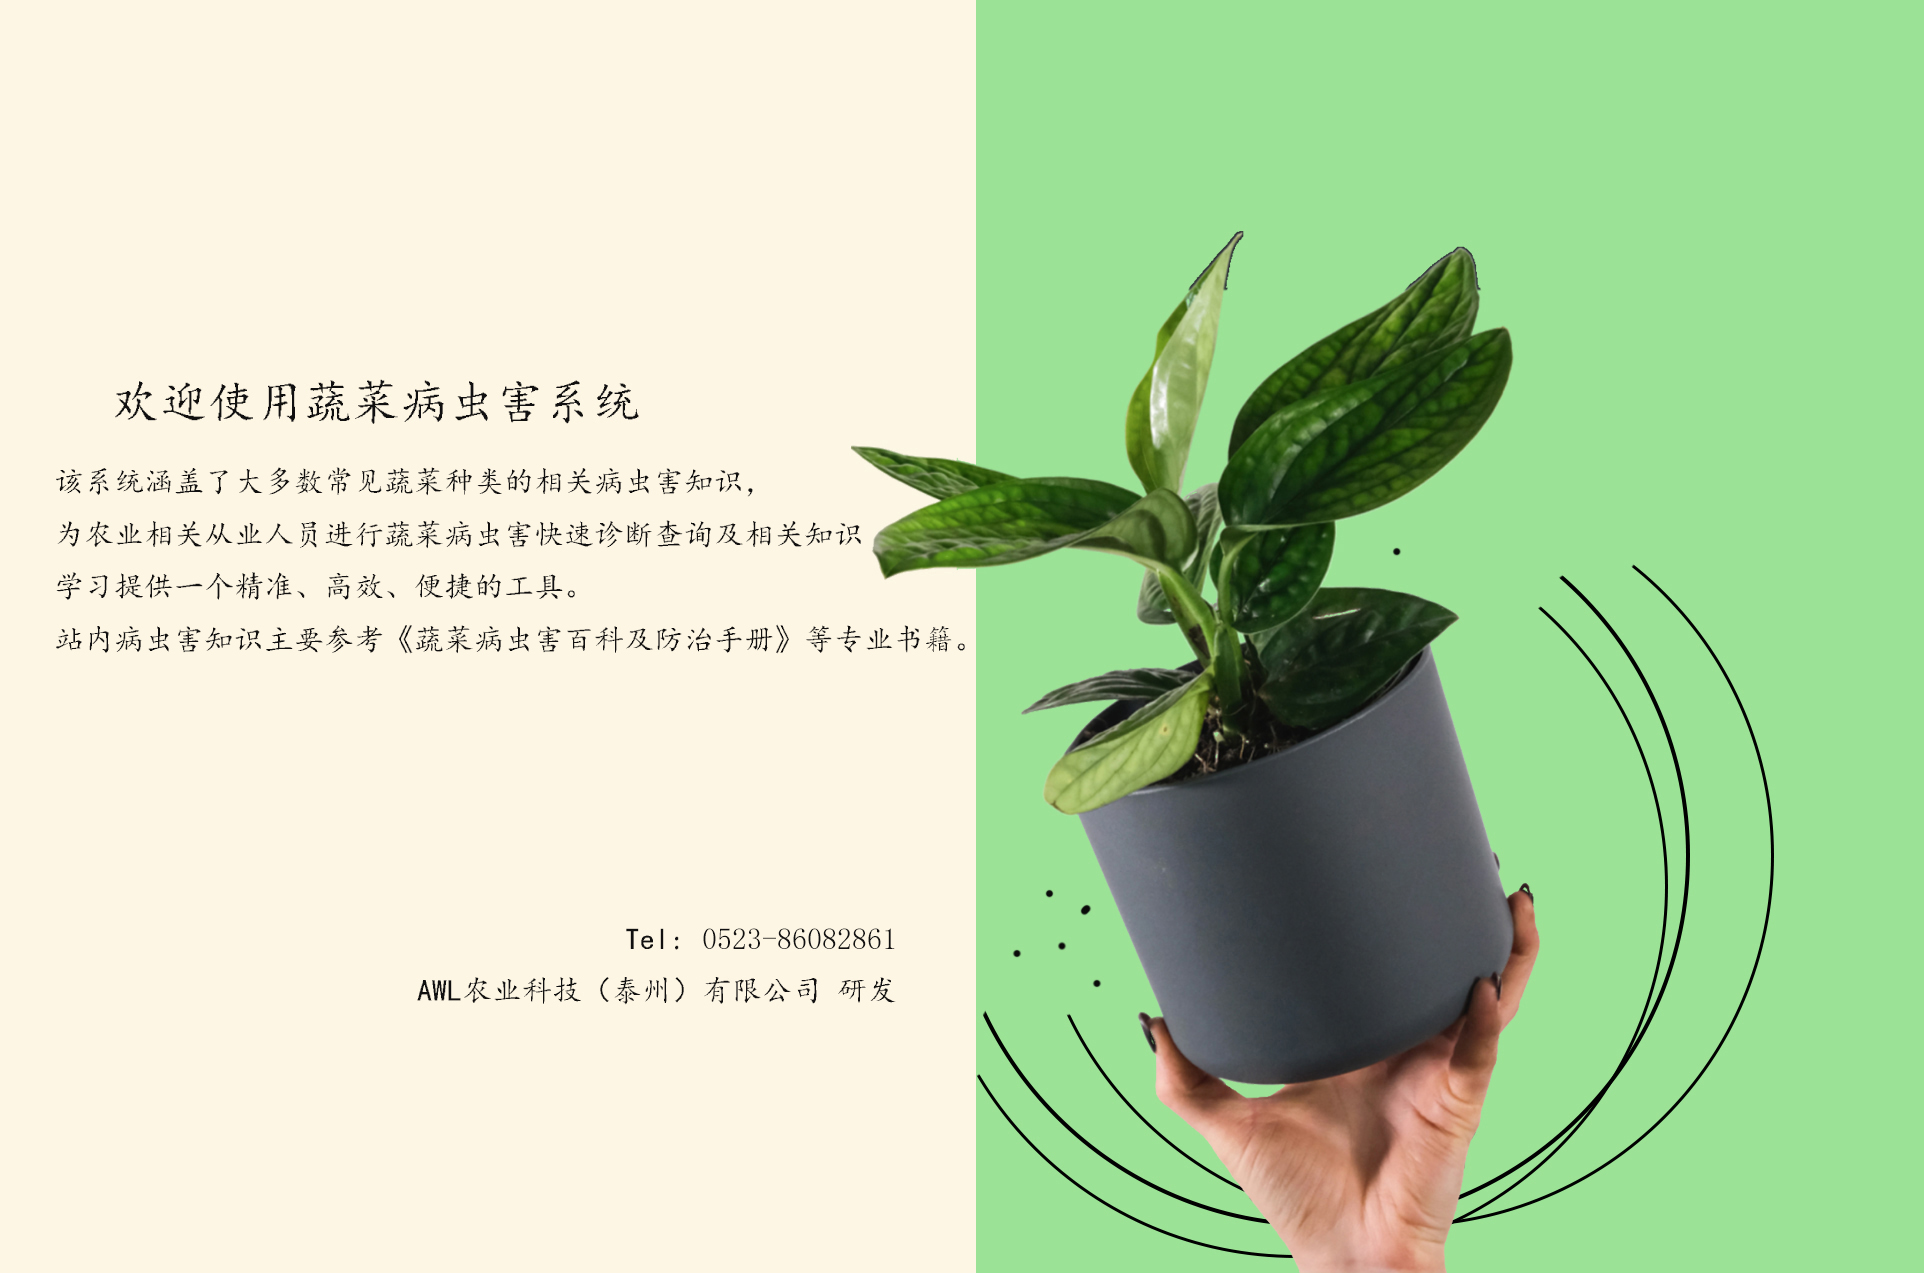 欢迎使用蔬菜病虫害系统
该系统涵盖了大多数常见蔬菜种类的相关病虫害知识，
为农业相关从业人员进行蔬菜病虫害快速诊断查询及相关知识
学习提供一个精准、高效、便捷的工具。
站内病虫害知识主要参考《蔬菜病虫害百科及防治手册》等专业书籍。
Tel: 0523-86082861
AWL农业科技（泰州）有限公司 研发